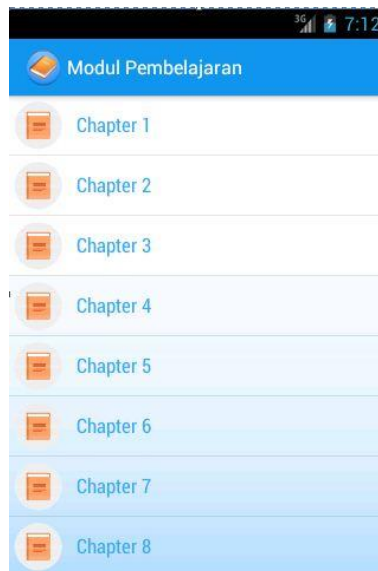 3G 7:12
Modul Pembelajaran
Chapter 1
Chapter 2
Chapter 3
Chapter 4
Chapter 5
Chapter 6
Chapter 7
Chapter 8